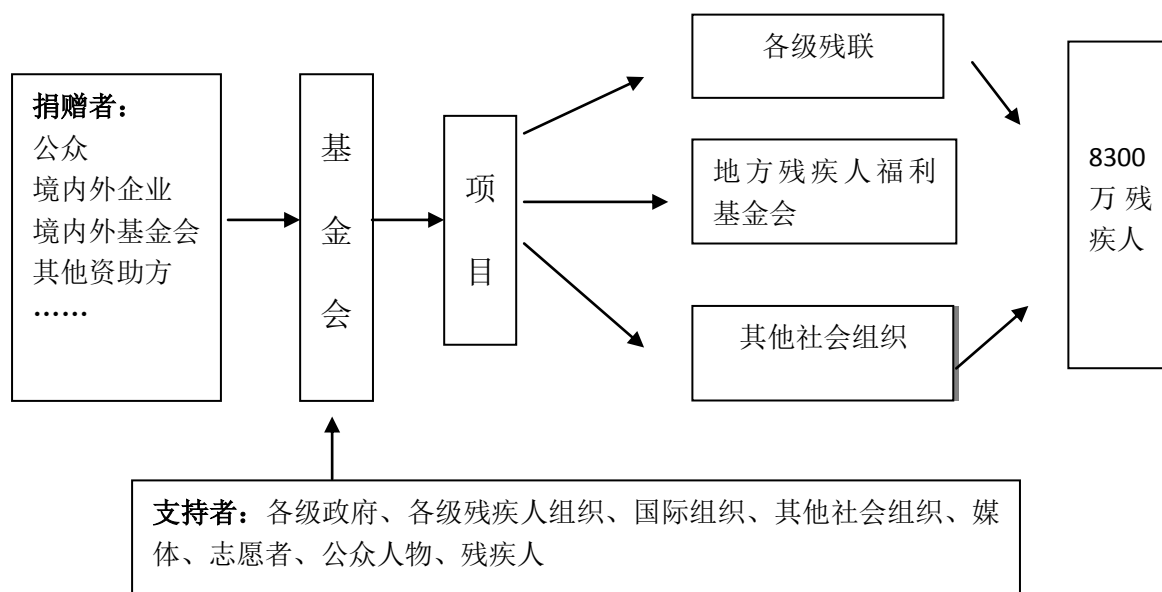 捐赠者：
公众
境内外企业
境内外基金会
其他资助方
……
基
金
会
项
目
各级残联
地方残疾人福利
基金会
其他社会组织
8300
万 残
疾人
支持者：各级政府、各级残疾人组织、国际组织、其他社会组织、媒
体、志愿者、公众人物、残疾人